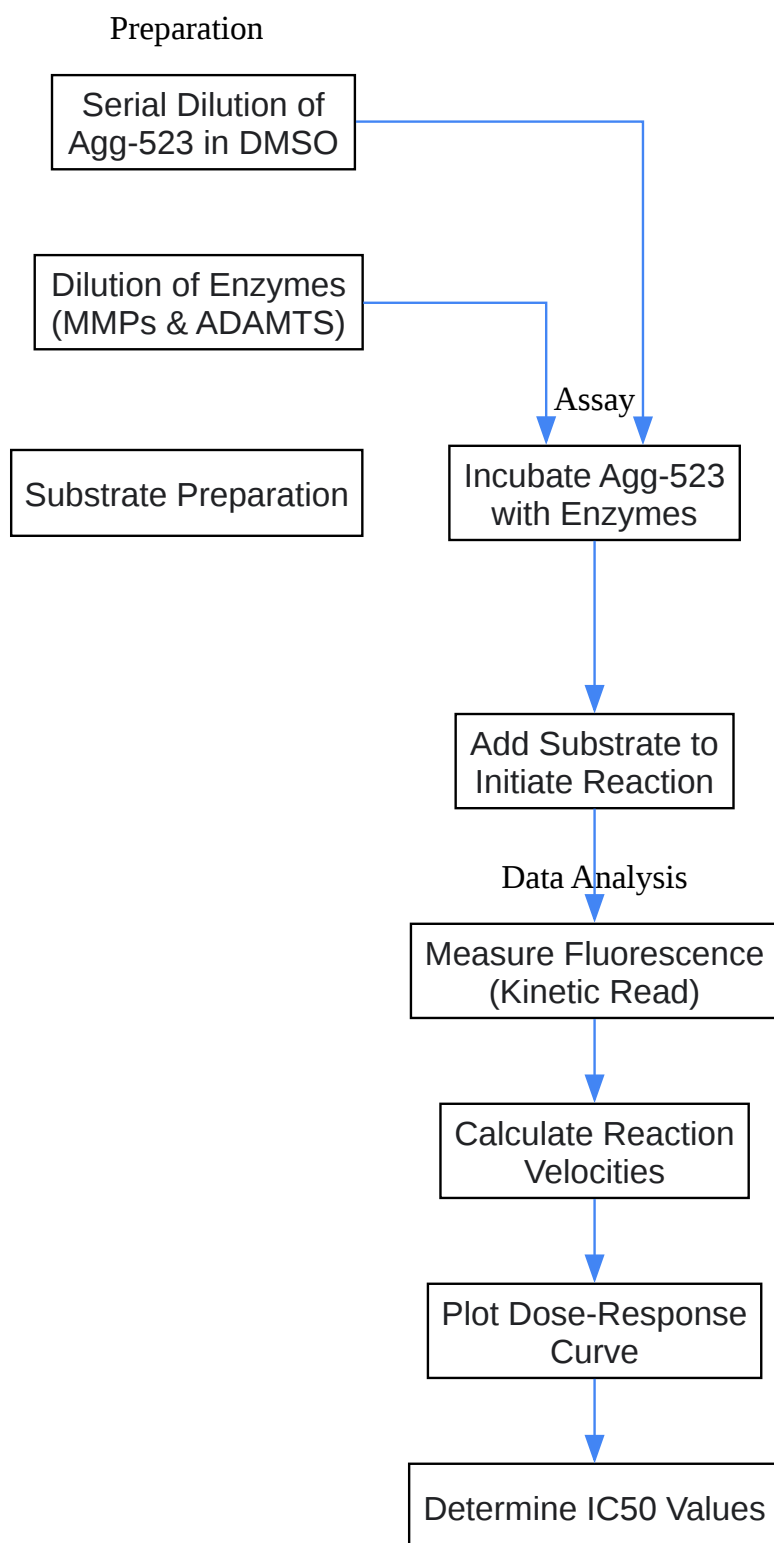 Preparation
Serial Dilution of
Agg-523 in DMSO
Dilution of Enzymes
(MMPs & ADAMTS)
Substrate Preparation
Assay
Incubate Agg-523
with Enzymes
Add Substrate to
Initiate Reaction
Data Analysis
Measure Fluorescence
(Kinetic Read)
Calculate Reaction
Velocities
Plot Dose-Response
Curve
Determine IC50 Values